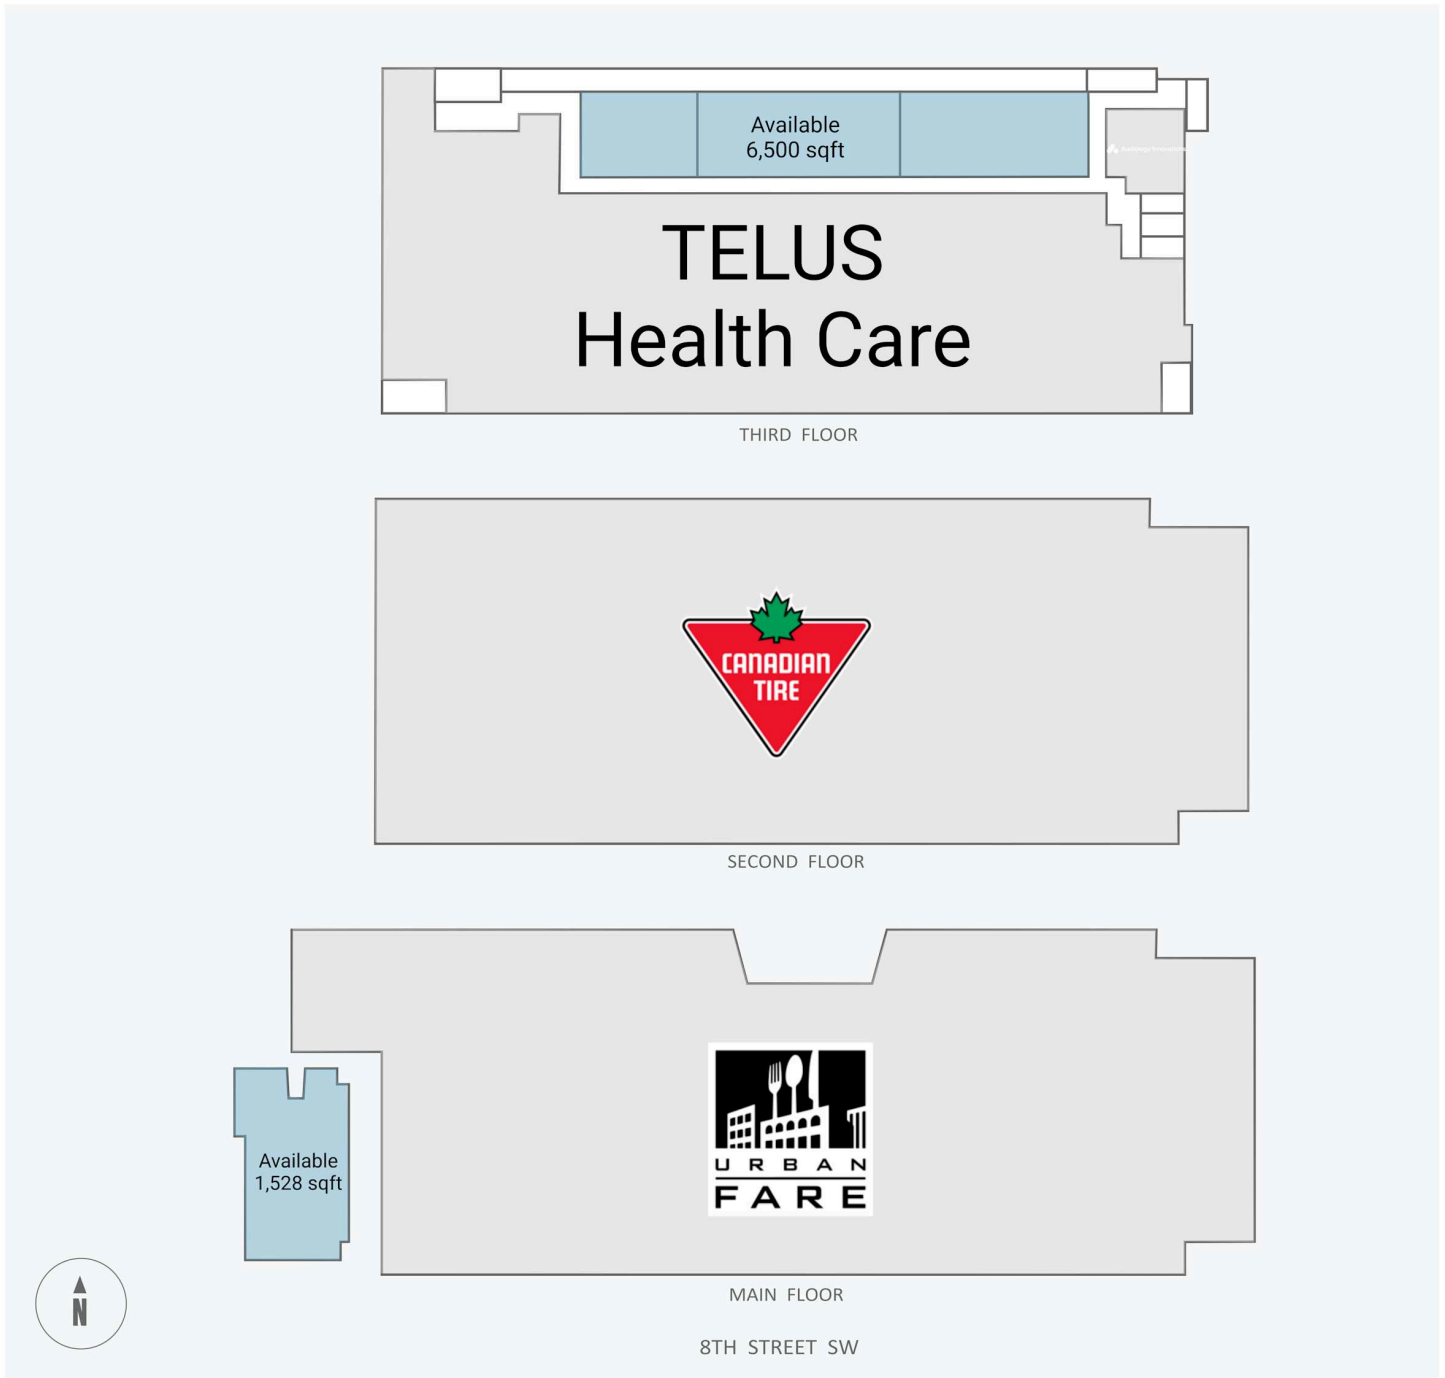 Available
6,500 sqft
TELUS
Health Care
THIRD FLOOR
CANADIAN
TIRE
SECOND FLOOR
URBAN
FARE
Available
1,528 sqft
N
MAIN FLOOR
8TH STREET SW